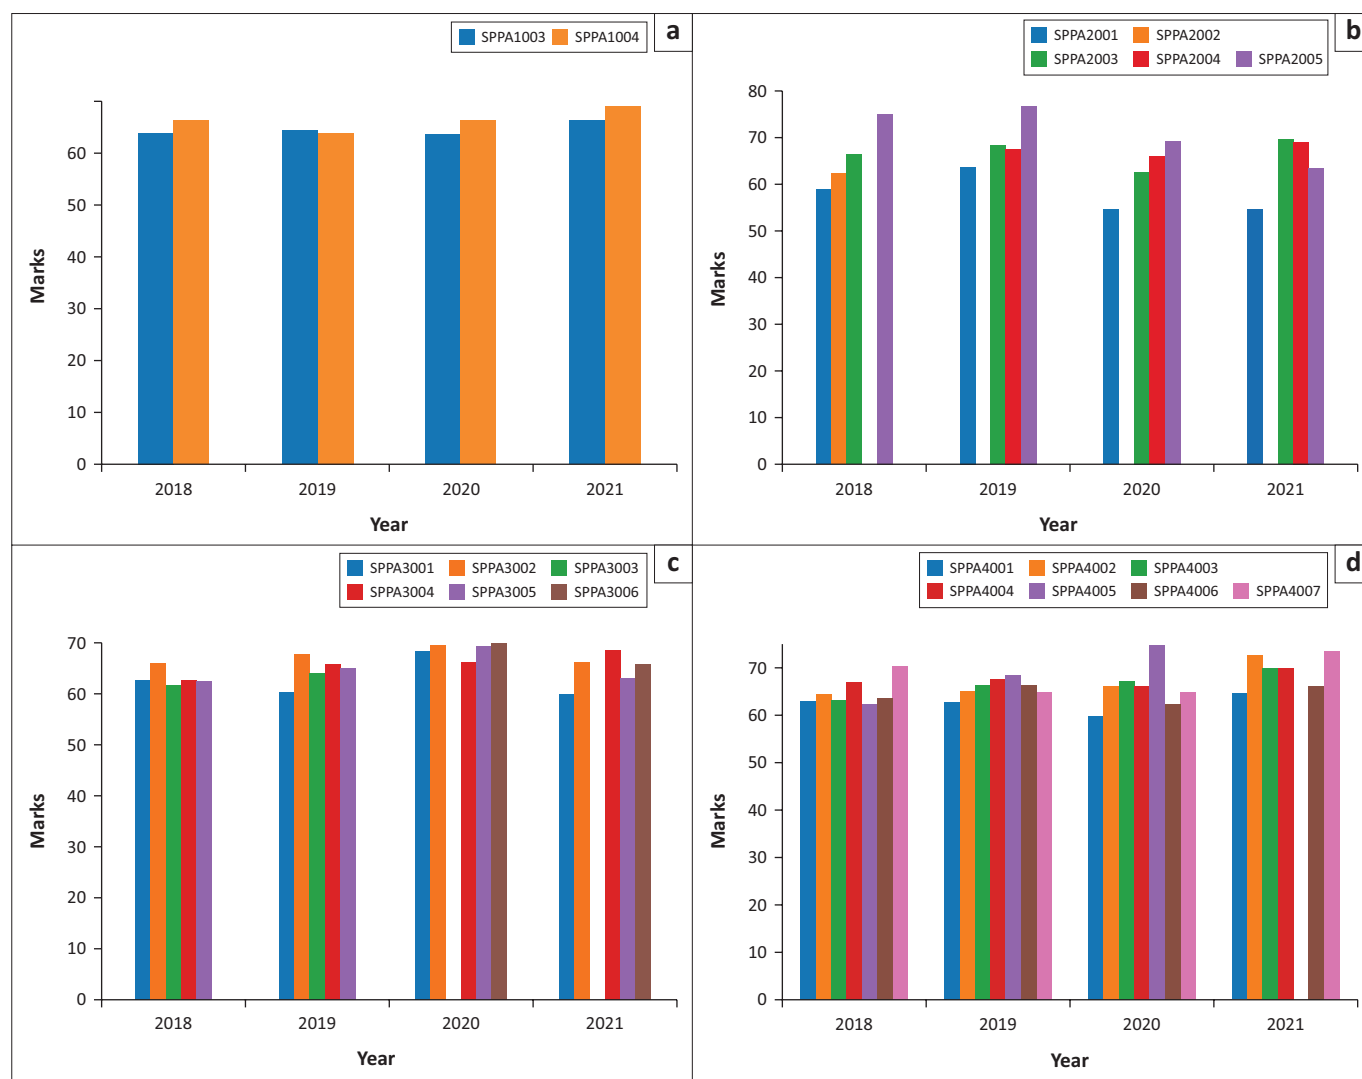 SPPA1003 SPPA1004
a
60
50
40
30
20
10
0
Marks
2018 2019 2020 2021
Year
SPPA2001 SPPA2002
SPPA2003 SPPA2004 SPPA2005
b
80
70
60
50
40
30
20
10
0
Marks
2018 2019 2020 2021
Year
SPPA3001 SPPA3002 SPPA3003
SPPA3004 SPPA3005 SPPA3006
c
70
60
50
40
30
20
10
0
Marks
2018 2019 2020 2021
Year
SPPA4001 SPPA4002 SPPA4003
SPPA4004 SPPA4005 SPPA4006 SPPA4007
d
70
60
50
40
30
20
10
0
Marks
2018 2019 2020 2021
Year